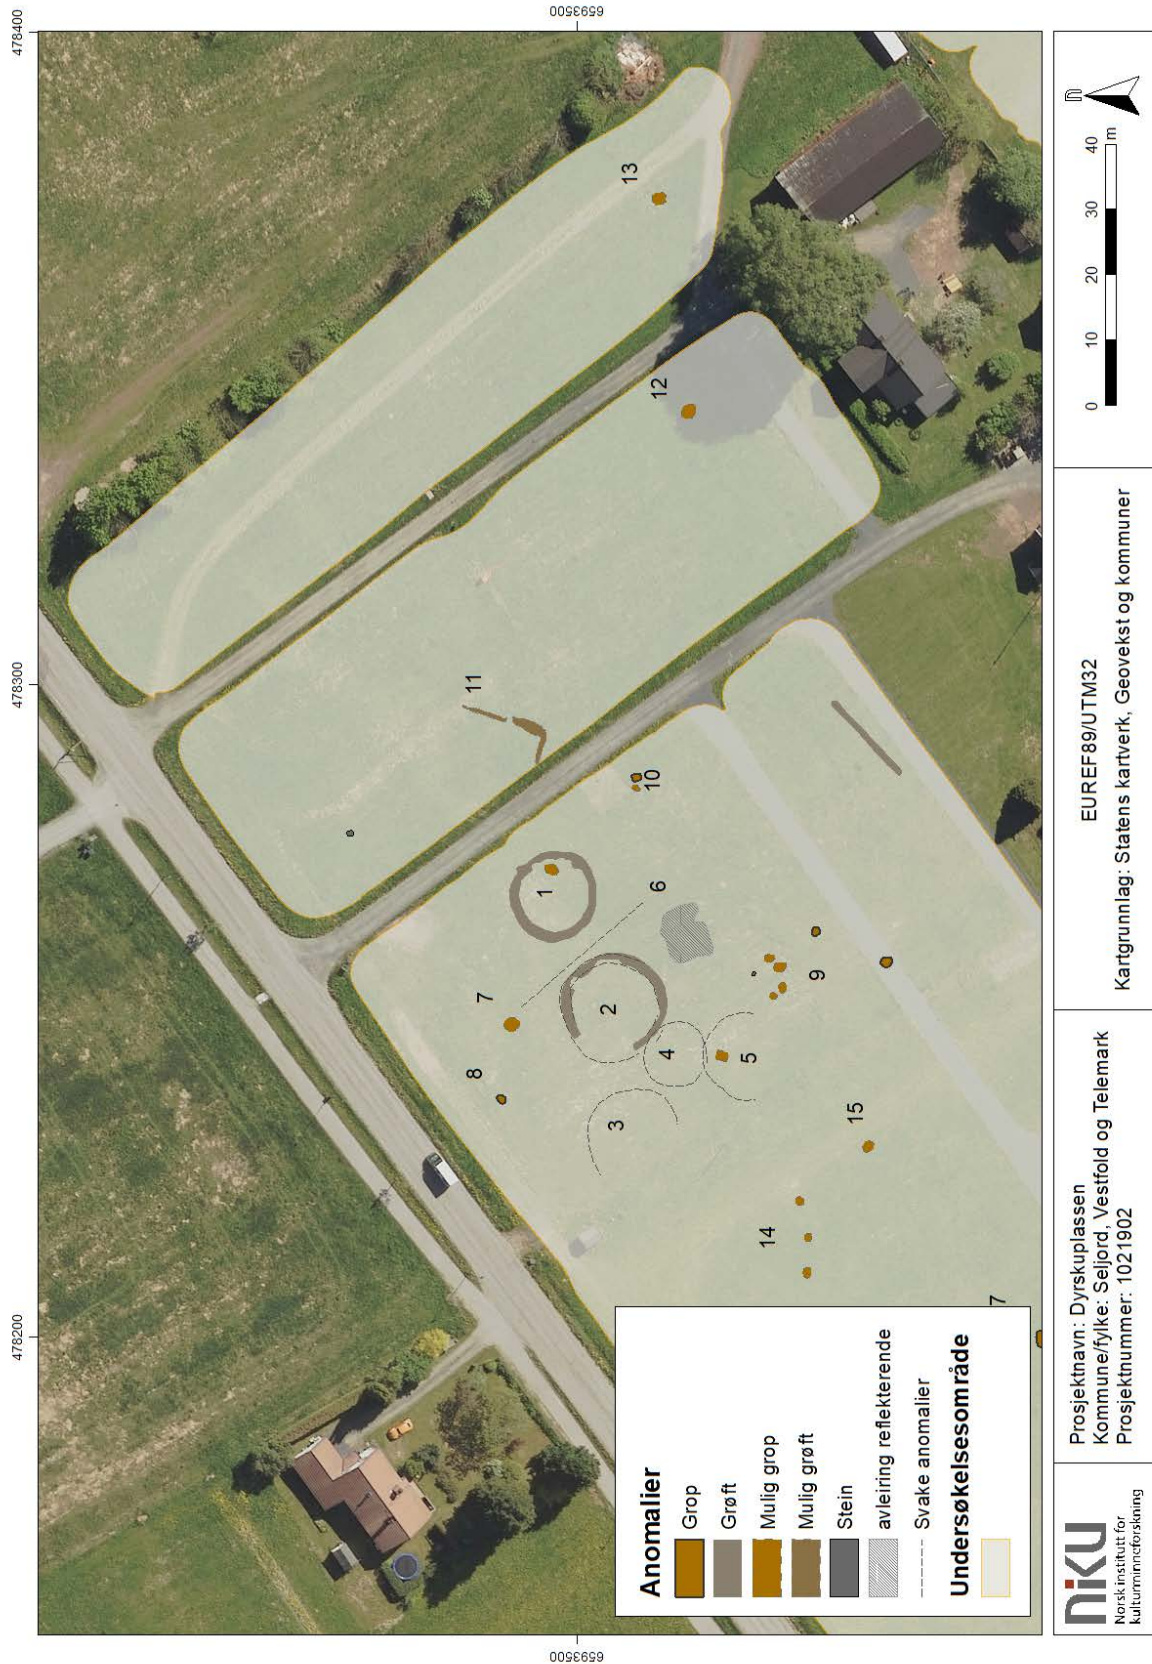 478200
478300
478400
6593500
6593500
1
2
3
4
5
6
7
8
9
10
11
12
13
14
15
7
Anomalier
Grop
Grøft
Mulig grop
Mulig grøft
Stein
avleiring reflekterende
Svake anomalier
Undersøkelsesområde
niku
Norsk institutt for
kulturminneforskning
Prosjektnavn: Dyrskuplassen
Kommune/fylke: Seljord, Vestfold og Telemark
Prosjektnummer: 1021902
EUREF89/UTM32
Kartgrunnlag: Statens kartverk, Geovekst og kommuner
0 10 20 30 40
m
n